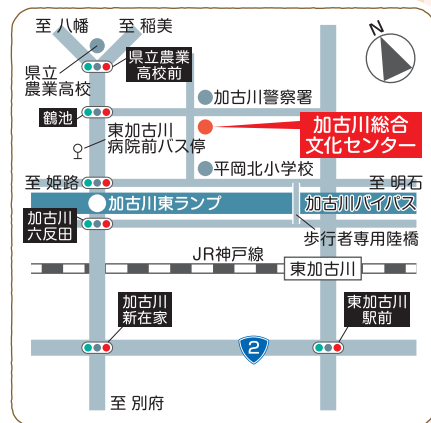 至 八幡
至 稲美
N
県立
農業高校
県立農業
高校前
加古川警察署
鶴池
加古川総合
文化センター
東加古川
病院前バス停
平岡北小学校
至 姫路
至 明石
加古川東ランプ
加古川バイパス
加古川
六反田
歩行者専用陸橋
JR神戸線
東加古川
加古川
新在家
東加古川
駅前
2
至 別府